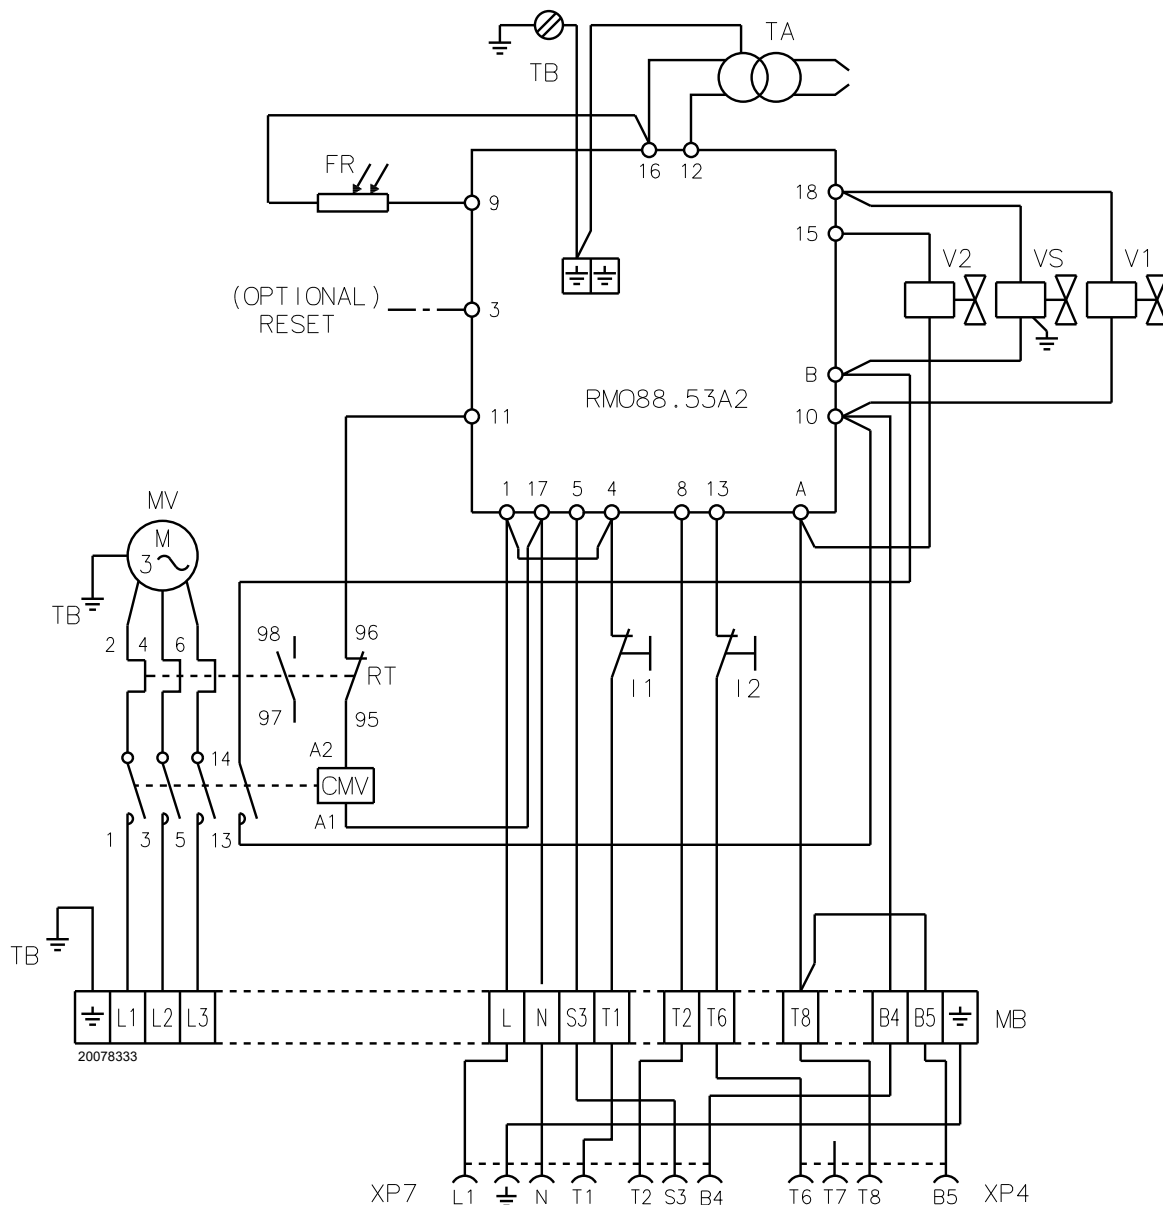 TA
TB
FR
16 12
9
18
15
V2 VS V1
(OPTIONAL)
RESET
3
B
RMO88.53A2
11
10
1 17 5 4 8 13 A
MV
M
3
TB
2 4 6
98 96
RT
97 95
I1 I2
A2
14
CMV
A1
1 3 5 13
TB
L1 L2 L3 L N S3 T1 T2 T6 T8 B4 B5 MB
20078333
XP7 L1 N T1 T2 S3 B4 T6 T7 T8 B5 XP4